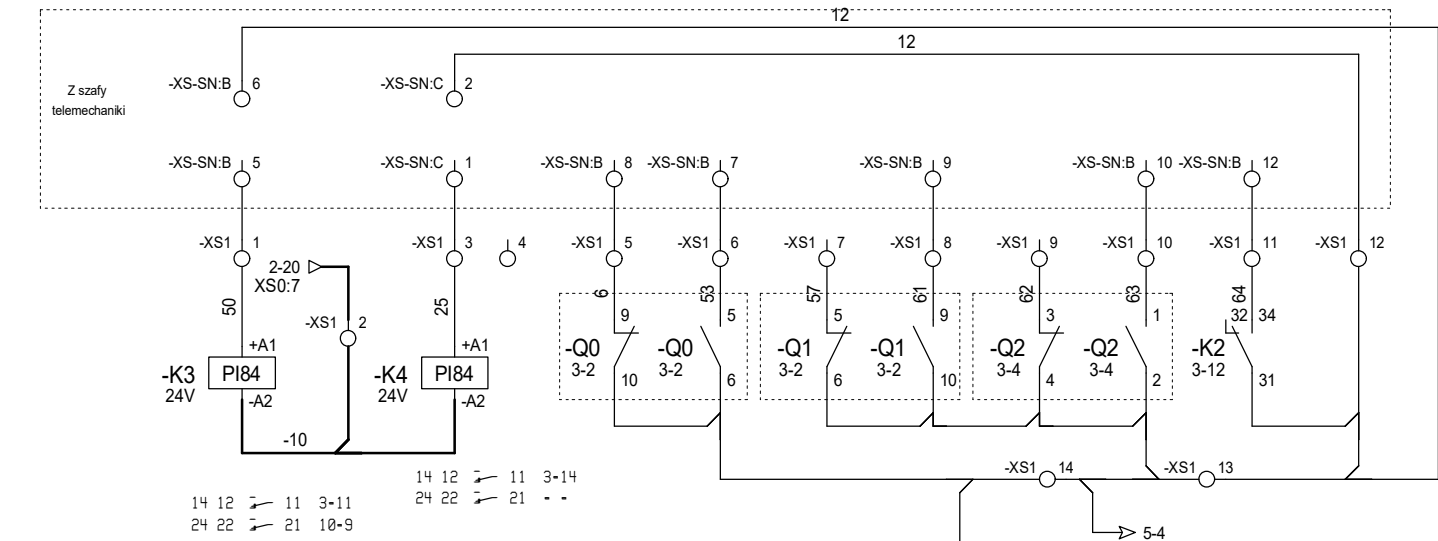 12
12
-XS-SN:B 6
-XS-SN:C 2
Z szafy
telemechaniki
-XS-SN:B 5
-XS-SN:C 1
-XS-SN:B 8
-XS-SN:B 7
-XS-SN:B 9
-XS-SN:B 10
-XS-SN:B 12
-XS1 1
-XS1 3
4
-XS1 5
-XS1 6
-XS1 7
-XS1 8
-XS1 9
-XS1 10
-XS1 11
-XS1 12
2-20
XS0:7
50
25
6
53
57
61
62
63
64
-XS1 2
9
5
5
9
3
1
32 34
+A1
+A1
-K3
24V
PI84
-K4
24V
PI84
-Q0
3-2
-Q0
3-2
-Q1
3-2
-Q1
3-2
-Q2
3-4
-Q2
3-4
-K2
3-12
-A2
-A2
10
6
6
10
4
2
31
-10
-XS1 14
-XS1 13
14 12 11 3-14
24 22 21 - -
14 12 11 3-11
24 22 21 10-9
5-4